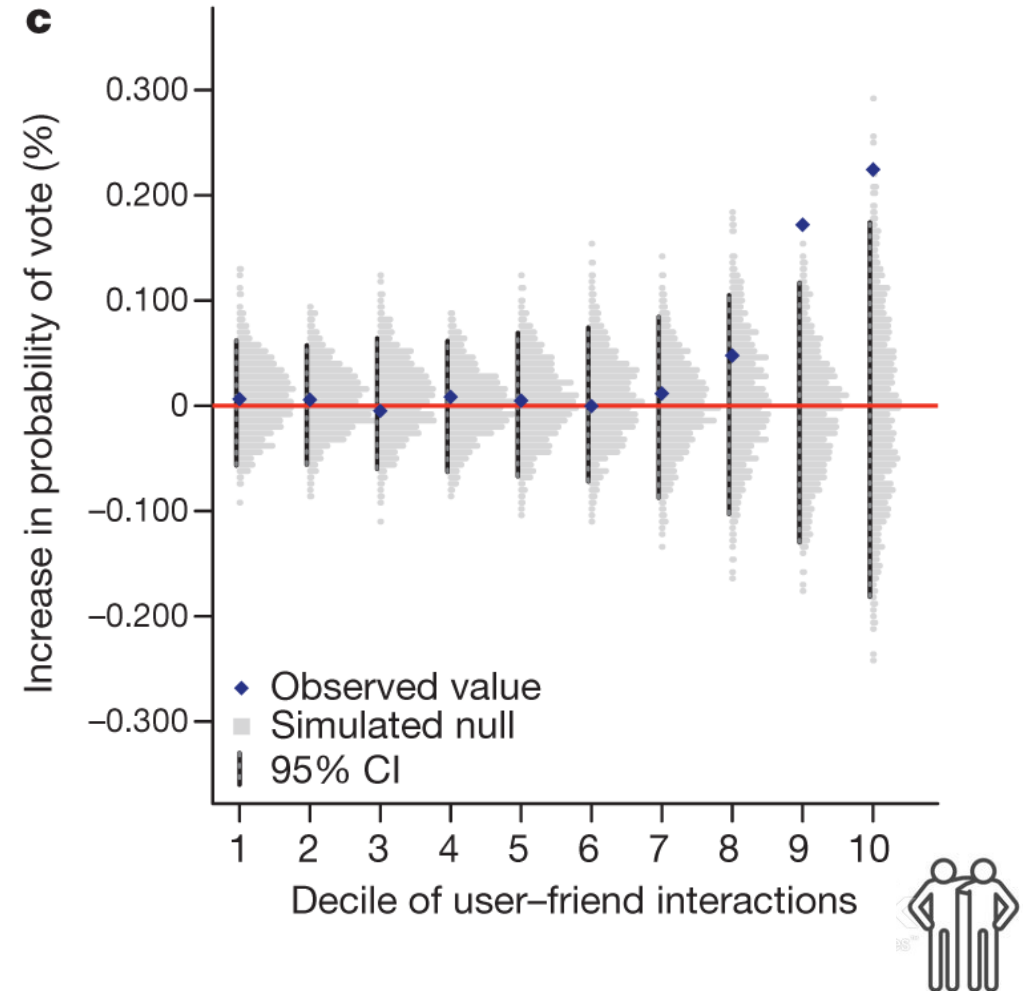 c
Increase in probability of vote (%)
0.300
0.200
0.100
0
−0.100
−0.200
−0.300
Observed value
Simulated null
95% CI
1 2 3 4 5 6 7 8 9 10
Decile of user–friend interactions